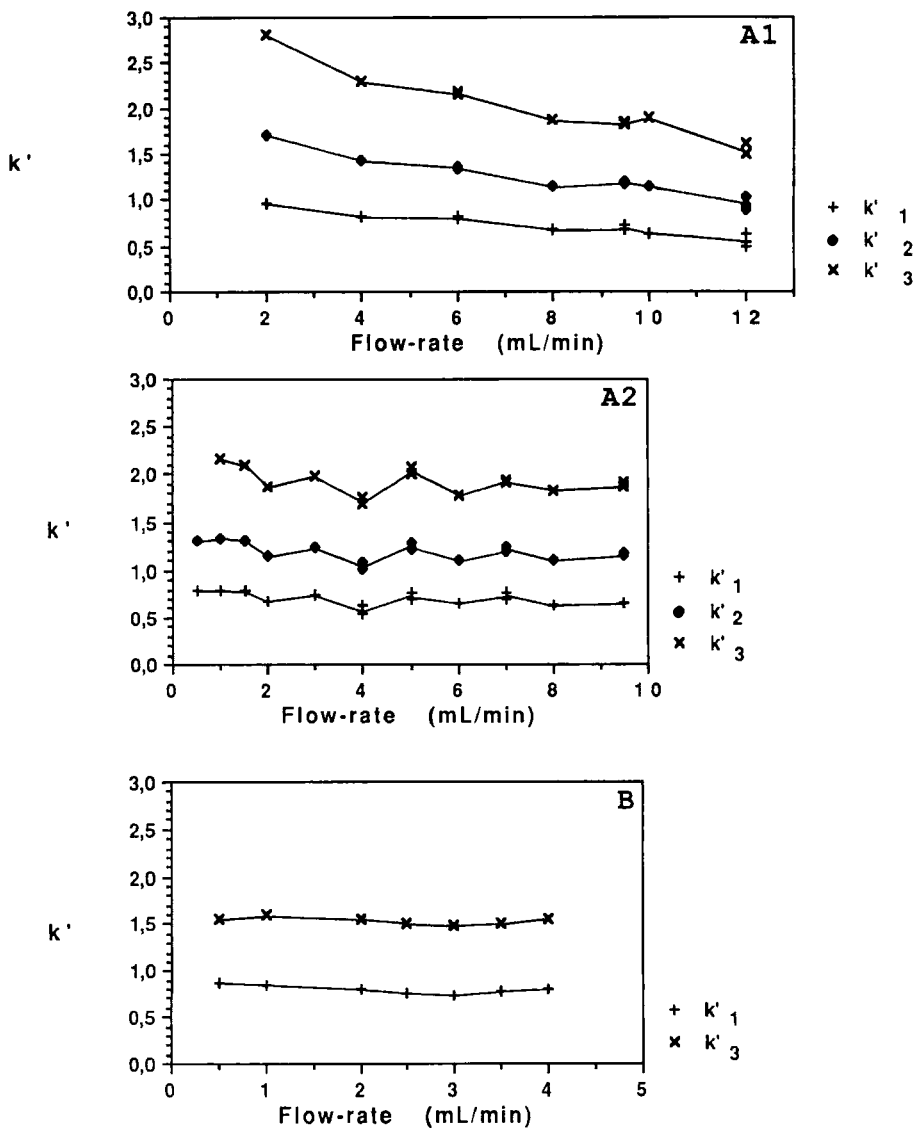 A1
3,0
2,5
2,0
1,5
1,0
0,5
0,0
k'
0 2 4 6 8 10 12
Flow-rate (mL/min)
+ k' 1
● k' 2
× k' 3
A2
3,0
2,5
2,0
1,5
1,0
0,5
0,0
k'
0 2 4 6 8 10
Flow-rate (mL/min)
+ k' 1
● k' 2
× k' 3
B
3,0
2,5
2,0
1,5
1,0
0,5
0,0
k'
0 1 2 3 4 5
Flow-rate (mL/min)
+ k' 1
× k' 3